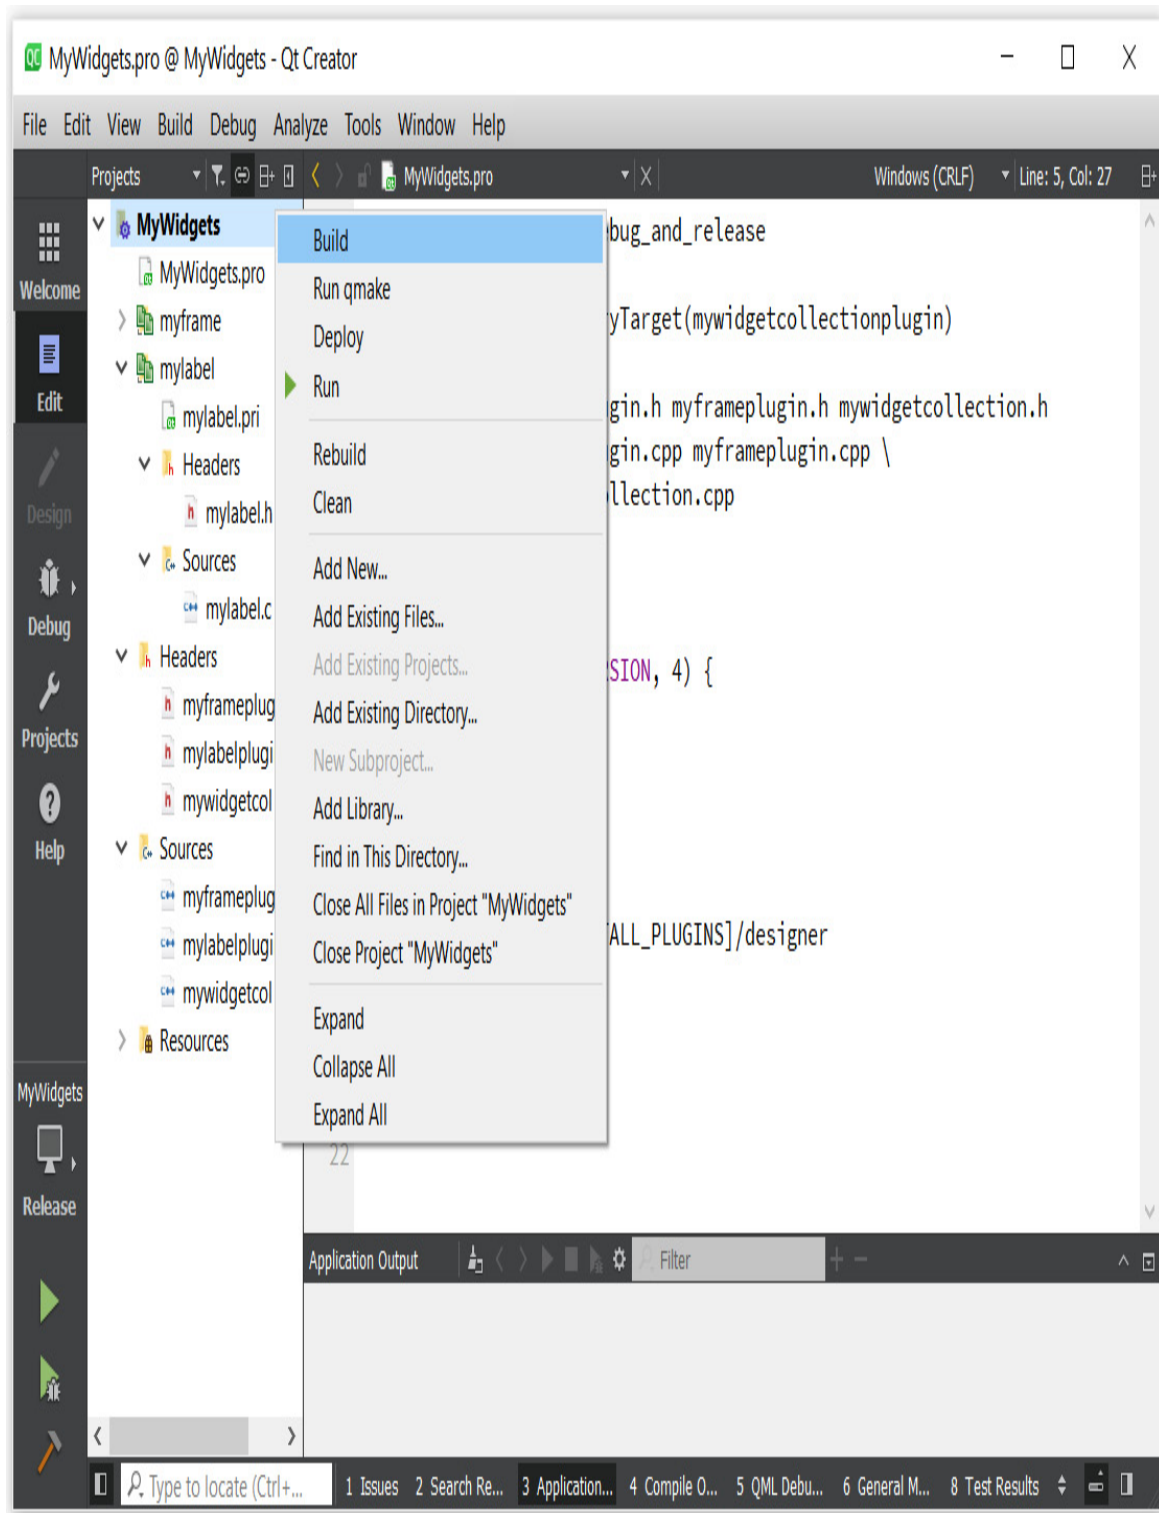 MyWidgets.pro @ MyWidgets - Qt Creator
File Edit View Build Debug Analyze Tools Window Help
Projects
MyWidgets.pro
Windows (CRLF)
Line: 5, Col: 27
Welcome
Edit
Design
Debug
Projects
Help
MyWidgets
Release
MyWidgets
MyWidgets.pro
myframe
mylabel
mylabel.pri
Headers
mylabel.h
Sources
mylabel.c
Headers
myframeplug
mylabelplugi
mywidgetcol
Sources
myframeplug
mylabelplugi
mywidgetcol
Resources
Build
Run qmake
Deploy
Run
Rebuild
Clean
Add New...
Add Existing Files...
Add Existing Projects...
Add Existing Directory...
New Subproject...
Add Library...
Find in This Directory...
Close All Files in Project "MyWidgets"
Close Project "MyWidgets"
Expand
Collapse All
Expand All
bug_and_release
yTarget(mywidgetcollectionplugin)
gin.h myframeplugin.h mywidgetcollection.h
gin.cpp myframeplugin.cpp \
llection.cpp
SION, 4) {
ALL_PLUGINS]/designer
22
Application Output
Filter
Type to locate (Ctrl+...
1 Issues 2 Search Re... 3 Application... 4 Compile O... 5 QML Debu... 6 General M... 8 Test Results